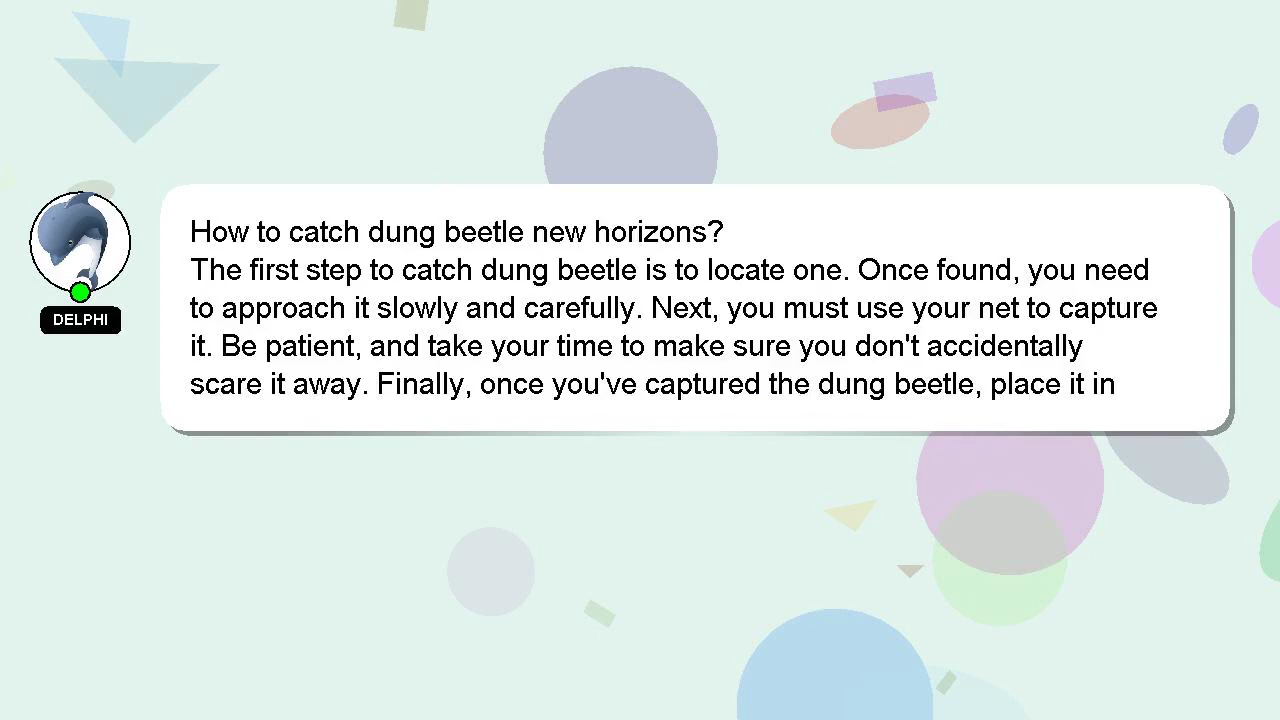 How to catch dung beetle new horizons?
The first step to catch dung beetle is to locate one. Once found, you need
to approach it slowly and carefully. Next, you must use your net to capture
it. Be patient, and take your time to make sure you don't accidentally
scare it away. Finally, once you've captured the dung beetle, place it in
DELPHI